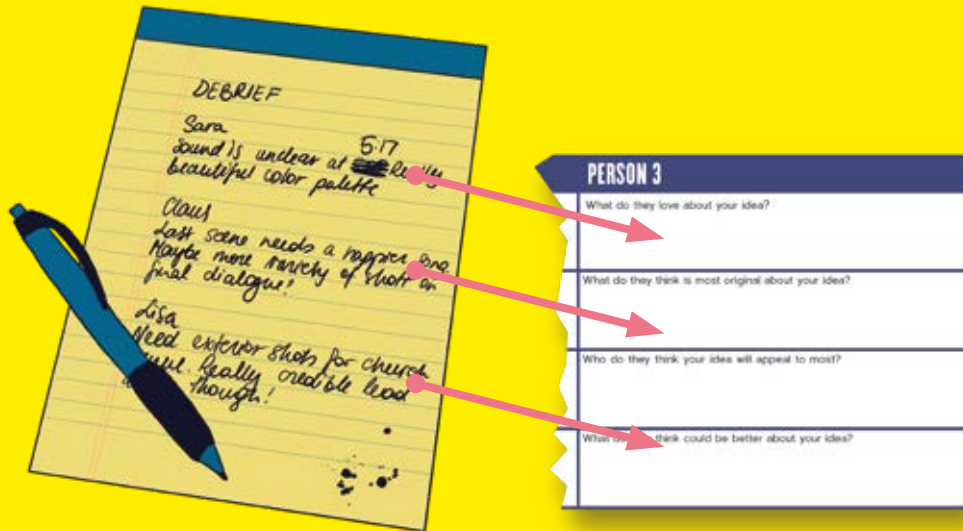 DEBRIEF
Sara
5:17
Sound is unclear at Really
beautiful color palette
Claus
Last scene needs a
Maybe more variety of shots on
final dialogue!
Lisa
Need exterior shots for church
Really credible lead
though!
PERSON 3
What do they love about your idea?
What do they think is most original about your idea?
Who do they think your idea will appeal to most?
What think could be better about your idea?